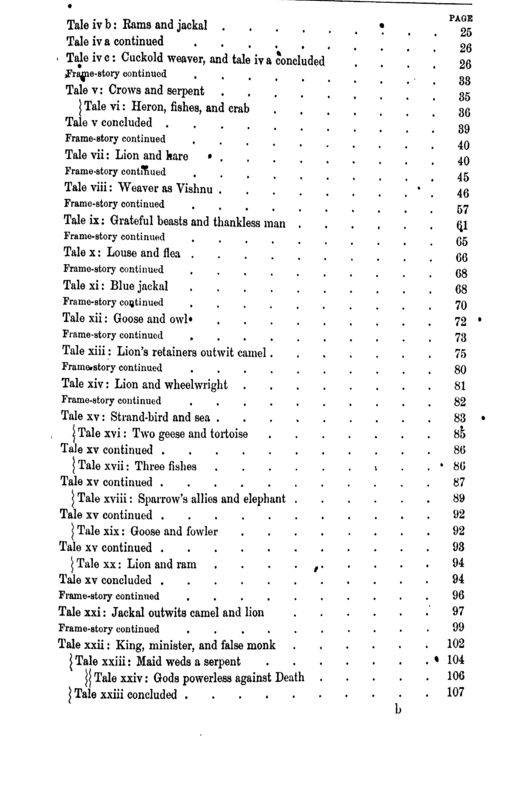 PAGE
Tale iv b: Rams and jackal . . . . . . . . 25
Tale iv a continued . . . . . . . . 26
Tale iv c: Cuckold weaver, and tale iv a concluded . . . . 26
Frame-story continued . . . . . . . . 33
Tale v: Crows and serpent . . . . . . . . 35
}Tale vi: Heron, fishes, and crab . . . . . . 36
Tale v concluded . . . . . . . . 39
Frame-story continued . . . . . . . . 40
Tale vii: Lion and hare . . . . . . . . 40
Frame-story continued . . . . . . . . 45
Tale viii: Weaver as Vishnu . . . . . . . . 46
Frame-story continued . . . . . . . . 57
Tale ix: Grateful beasts and thankless man . . . . . . 61
Frame-story continued . . . . . . . . 65
Tale x: Louse and flea . . . . . . . . 66
Frame-story continued . . . . . . . . 68
Tale xi: Blue jackal . . . . . . . . 68
Frame-story continued . . . . . . . . 70
Tale xii: Goose and owl . . . . . . . . 72
Frame-story continued . . . . . . . . 73
Tale xiii: Lion's retainers outwit camel . . . . . . 75
Frame-story continued . . . . . . . . 80
Tale xiv: Lion and wheelwright . . . . . . . 81
Frame-story continued . . . . . . . . 82
Tale xv: Strand-bird and sea . . . . . . . . 83
}Tale xvi: Two geese and tortoise . . . . . . 85
Tale xv continued . . . . . . . . 86
}Tale xvii: Three fishes . . . . . . . 86
Tale xv continued . . . . . . . . 87
}Tale xviii: Sparrow's allies and elephant . . . . . . 89
Tale xv continued . . . . . . . . 92
}Tale xix: Goose and fowler . . . . . . . 92
Tale xv continued . . . . . . . . 93
}Tale xx: Lion and ram . . . . . . . 94
Tale xv concluded . . . . . . . . 94
Frame-story continued . . . . . . . . 96
Tale xxi: Jackal outwits camel and lion . . . . . . 97
Frame-story continued . . . . . . . . 99
Tale xxii: King, minister, and false monk . . . . . . 102
}Tale xxiii: Maid weds a serpent . . . . . . 104
}}Tale xxiv: Gods powerless against Death . . . . . 106
}Tale xxiii concluded . . . . . . . . 107
b